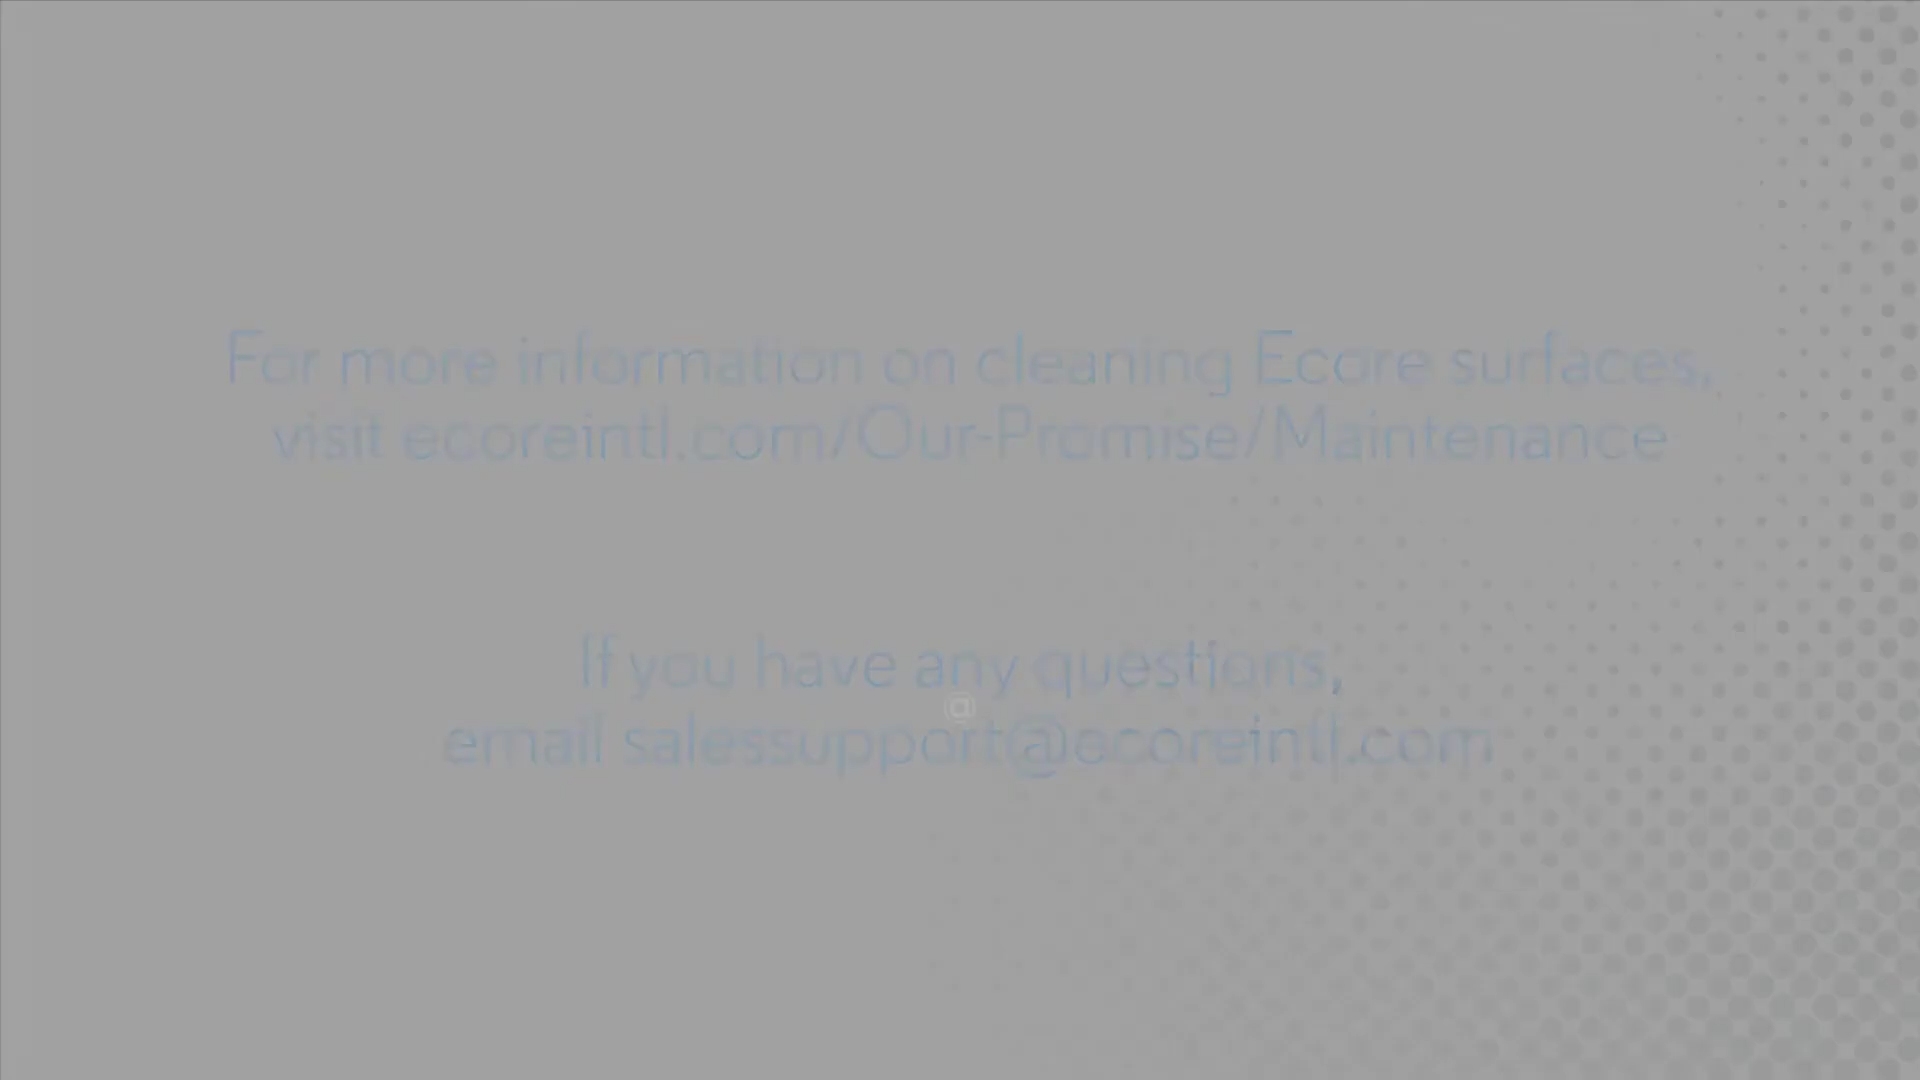 For more information on cleaning Ecore surfaces,
visit ecoreintl.com/Our-Promise/Maintenance
If you have any questions,
email salessupport@ecoreintl.com